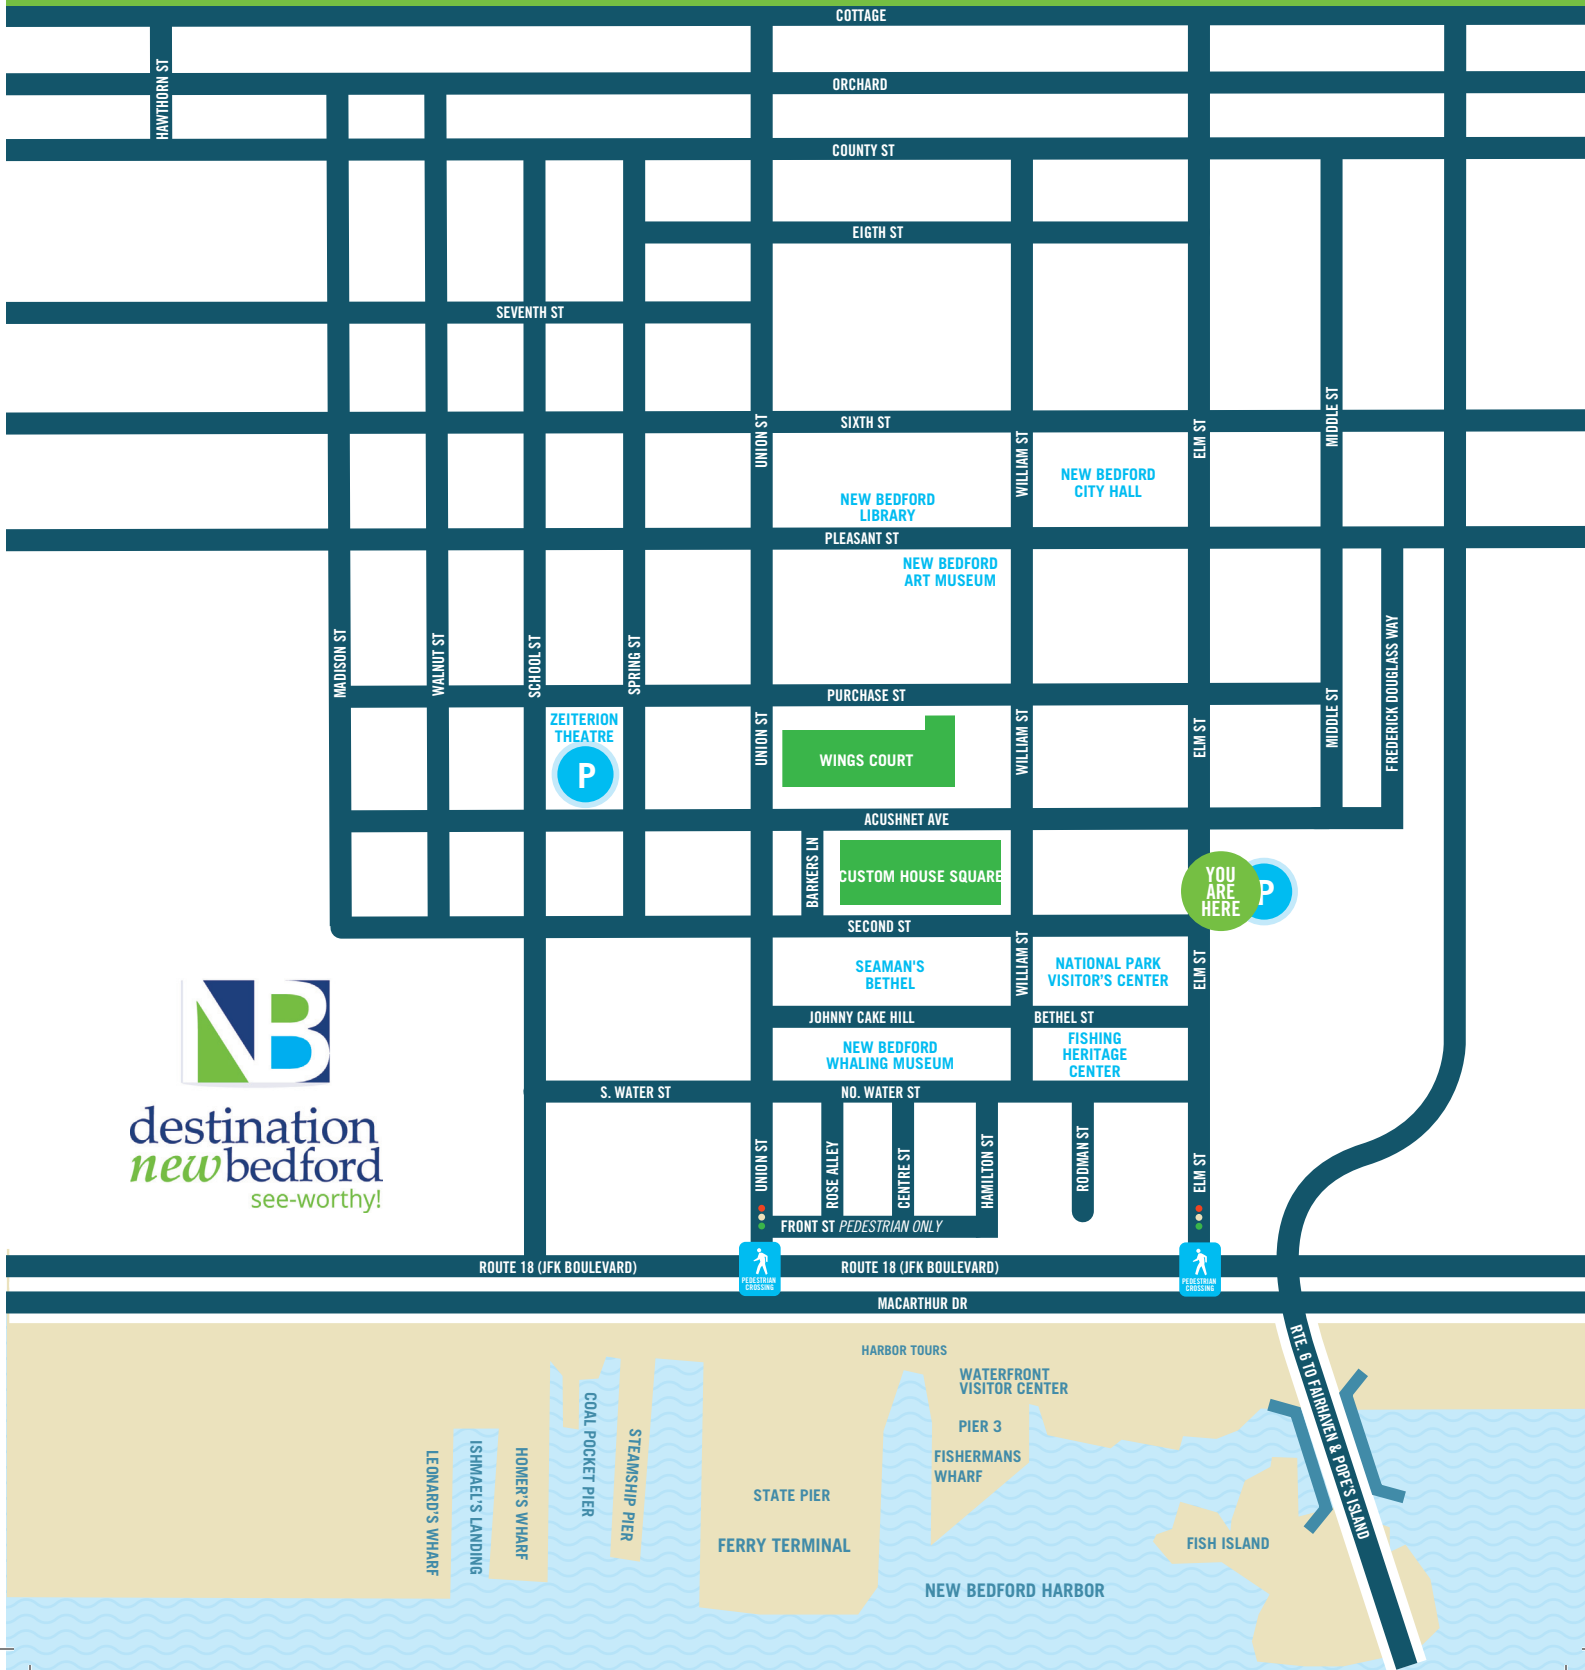 COTTAGE
HAWTHORN ST
ORCHARD
COUNTY ST
EIGTH ST
SEVENTH ST
SIXTH ST
UNION ST
WILLIAM ST
ELM ST
MIDDLE ST
NEW BEDFORD
CITY HALL
NEW BEDFORD
LIBRARY
PLEASANT ST
NEW BEDFORD
ART MUSEUM
MADISON ST
WALNUT ST
SCHOOL ST
SPRING ST
FREDERICK DOUGLASS WAY
PURCHASE ST
ZEITERION
THEATRE
P
UNION ST
WINGS COURT
WILLIAM ST
ELM ST
MIDDLE ST
ACUSHNET AVE
BARKERS LN
CUSTOM HOUSE SQUARE
YOU
ARE
HERE
P
SECOND ST
SEAMAN'S
BETHEL
WILLIAM ST
NATIONAL PARK
VISITOR'S CENTER
ELM ST
JOHNNY CAKE HILL
BETHEL ST
NEW BEDFORD
WHALING MUSEUM
FISHING
HERITAGE
CENTER
NB
destination
newbedford
see-worthy!
S. WATER ST
NO. WATER ST
UNION ST
ROSE ALLEY
CENTRE ST
HAMILTON ST
RODMAN ST
ELM ST
FRONT ST PEDESTRIAN ONLY
ROUTE 18 (JFK BOULEVARD)
PEDESTRIAN
CROSSING
ROUTE 18 (JFK BOULEVARD)
PEDESTRIAN
CROSSING
MACARTHUR DR
RTE. 6 TO FAIRHAVEN & POPE'S ISLAND
HARBOR TOURS
WATERFRONT
VISITOR CENTER
PIER 3
FISHERMANS
WHARF
LEONARD'S WHARF
ISHMAEL'S LANDING
HOMER'S WHARF
COAL POCKET PIER
STEAMSHIP PIER
STATE PIER
FERRY TERMINAL
FISH ISLAND
NEW BEDFORD HARBOR